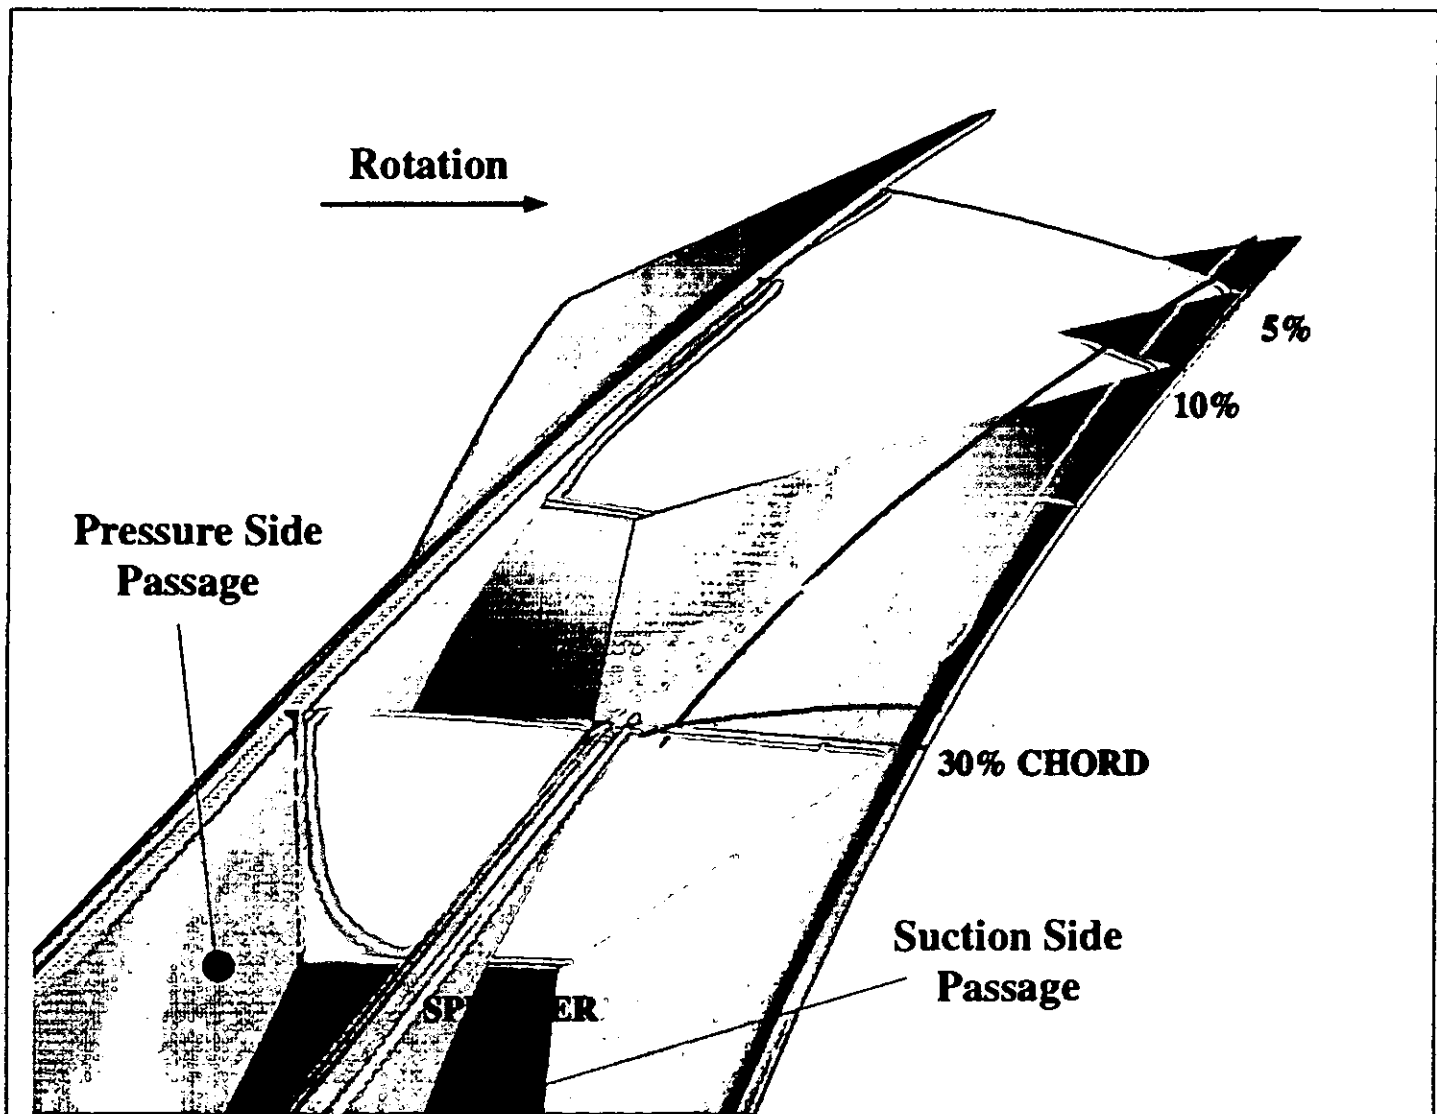 Rotation
5%
10%
Pressure Side
Passage
30% CHORD
Suction Side
Passage